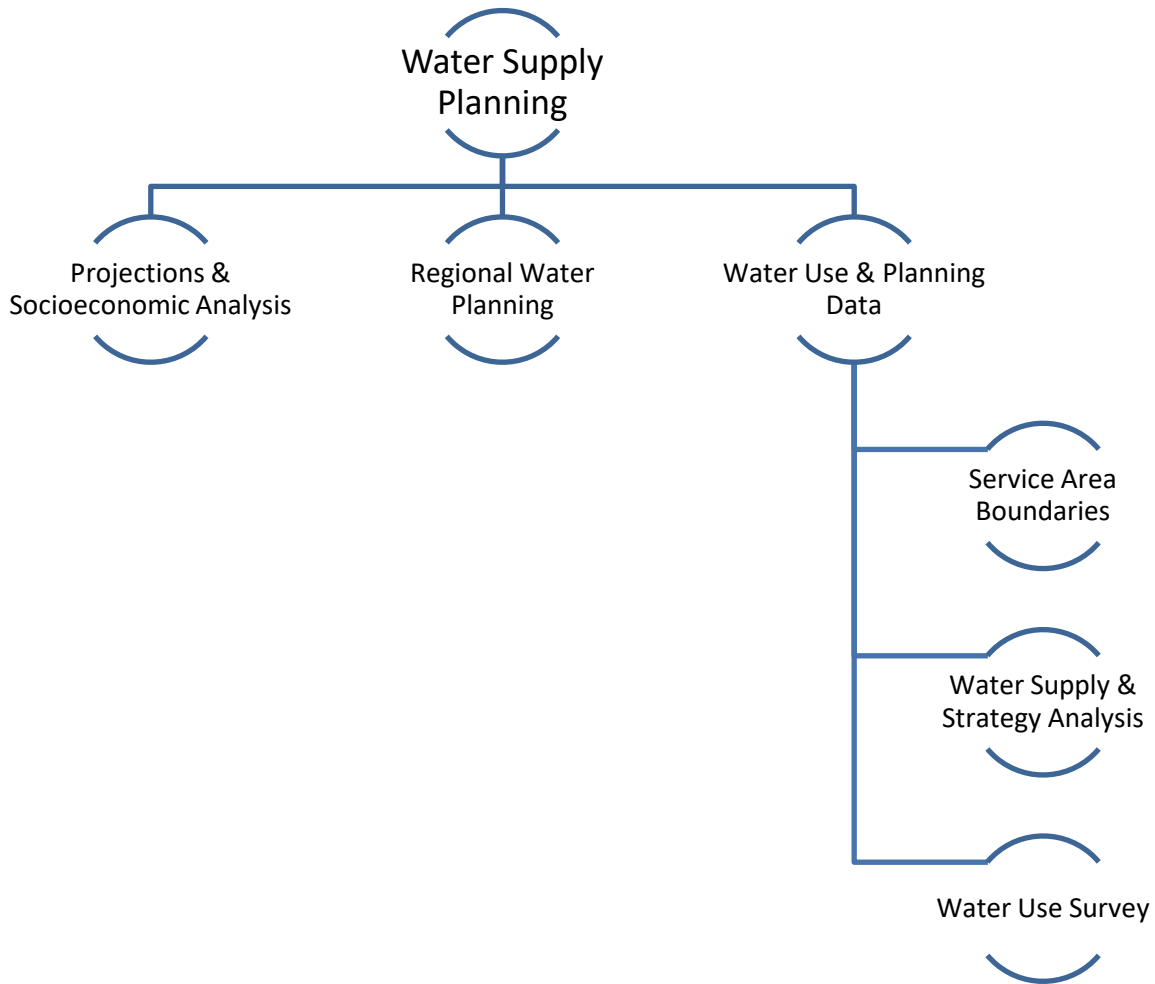 Water Supply
Planning
Projections &
Socioeconomic Analysis
Regional Water
Planning
Water Use & Planning
Data
Service Area
Boundaries
Water Supply &
Strategy Analysis
Water Use Survey